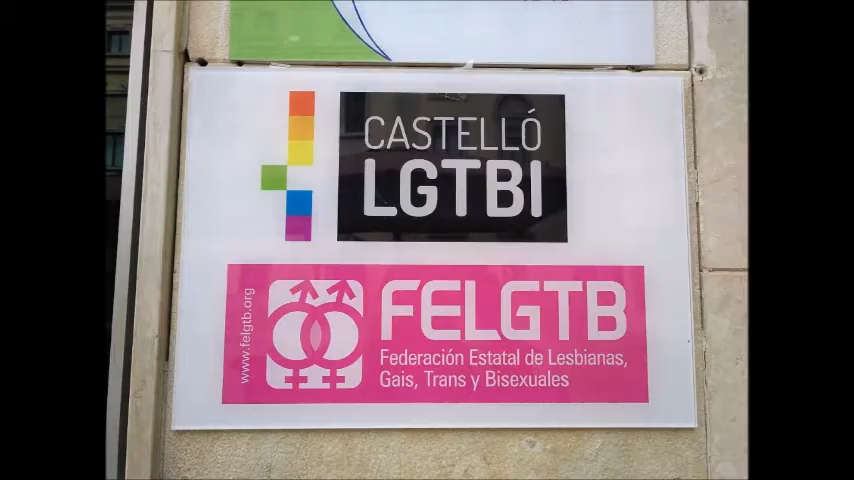 CASTELLÓ
LGTBI
www.felgtb.org
FELGTB
Federación Estatal de Lesbianas,
Gais, Trans y Bisexuales